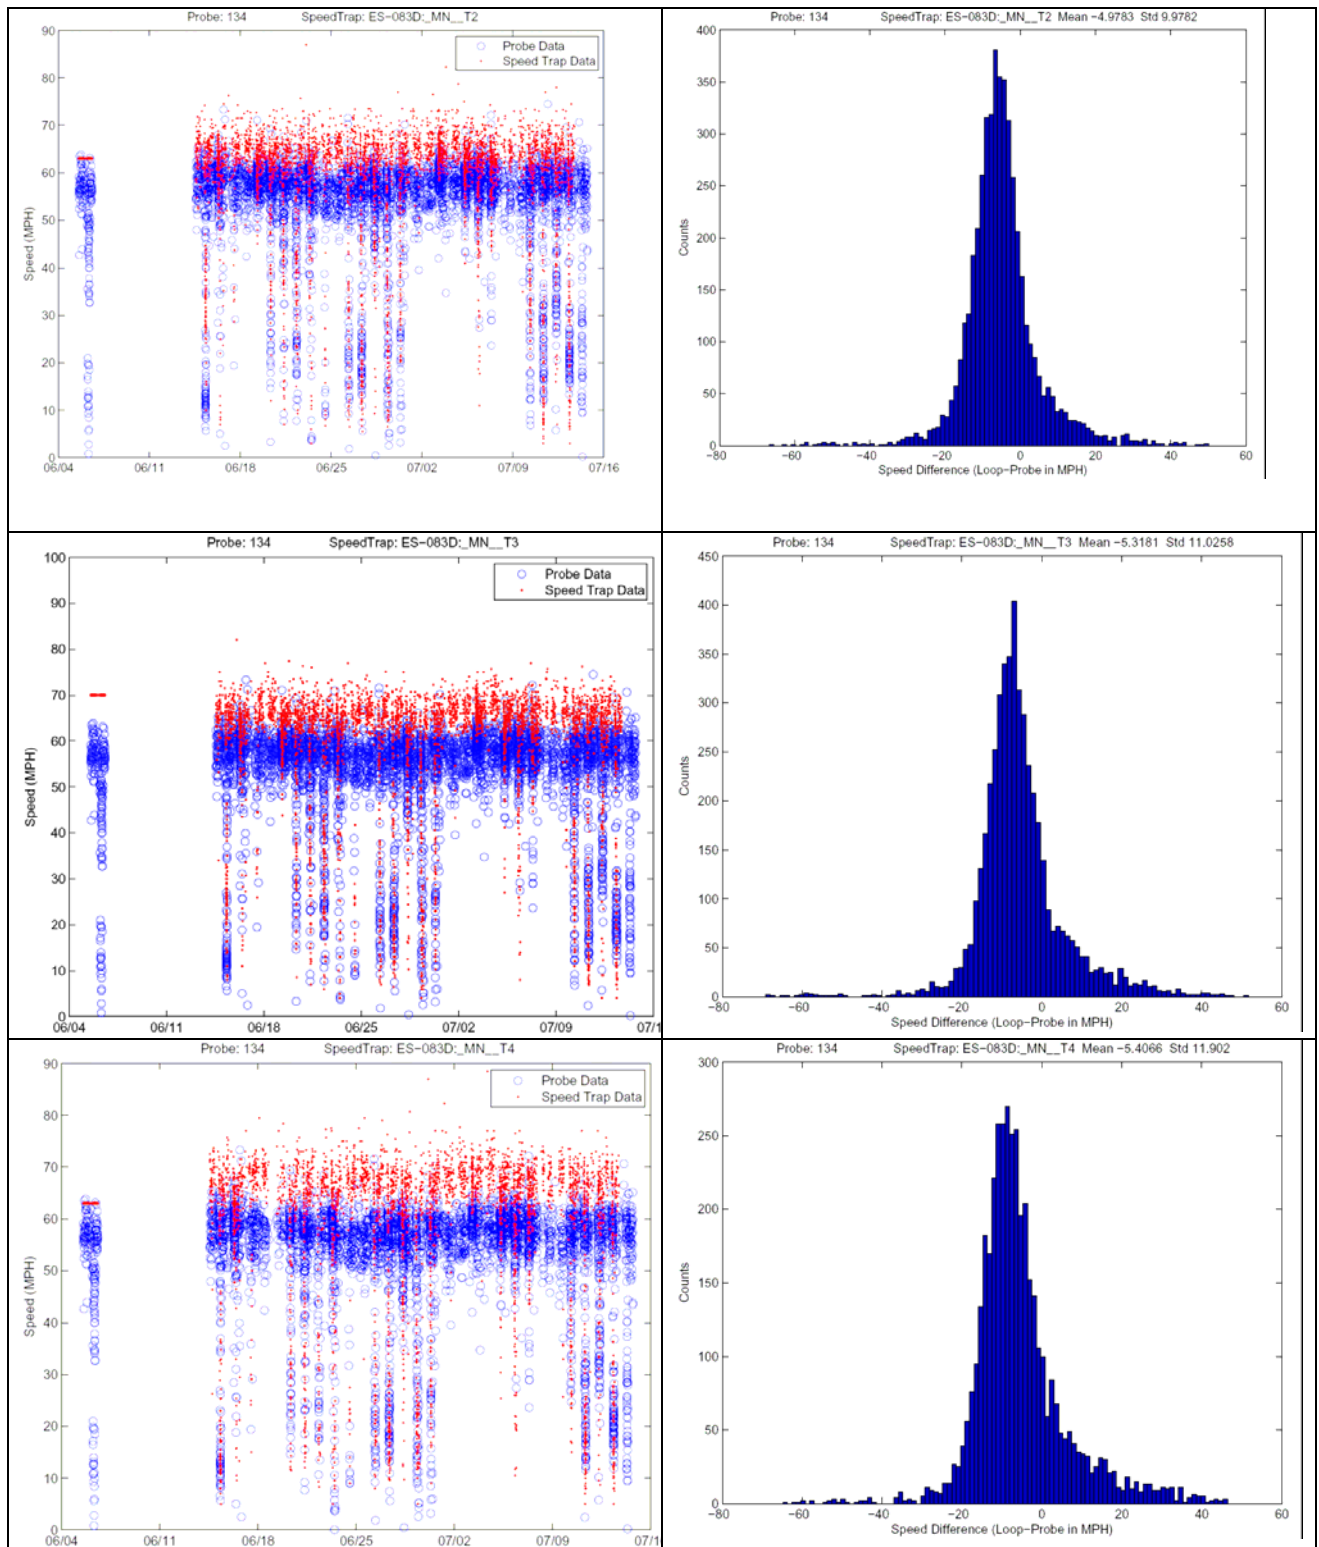 Probe: 134 SpeedTrap: ES-083D:_MN__T2
Probe Data
Speed Trap Data
90
80
70
60
50
40
30
20
10
0
Speed (MPH)
06/04 06/11 06/18 06/25 07/02 07/09 07/16
Probe: 134 SpeedTrap: ES-083D:_MN__T2 Mean -4.9783 Std 9.9782
400
350
300
250
200
150
100
50
0
Counts
-80 -60 -40 -20 0 20 40 60
Speed Difference (Loop-Probe in MPH)
Probe: 134 SpeedTrap: ES-083D:_MN__T3
Probe Data
Speed Trap Data
100
90
80
70
60
50
40
30
20
10
0
Speed (MPH)
06/04 06/11 06/18 06/25 07/02 07/09 07/1
Probe: 134 SpeedTrap: ES-083D:_MN__T3 Mean -5.3181 Std 11.0258
450
400
350
300
250
200
150
100
50
0
Counts
-80 -60 -40 -20 0 20 40 60
Speed Difference (Loop-Probe in MPH)
Probe: 134 SpeedTrap: ES-083D:_MN__T4
Probe Data
Speed Trap Data
90
80
70
60
50
40
30
20
10
0
Speed (MPH)
06/04 06/11 06/18 06/25 07/02 07/09 07/1
Probe: 134 SpeedTrap: ES-083D:_MN__T4 Mean -5.4066 Std 11.902
300
250
200
150
100
50
0
Counts
-80 -60 -40 -20 0 20 40 60
Speed Difference (Loop-Probe in MPH)